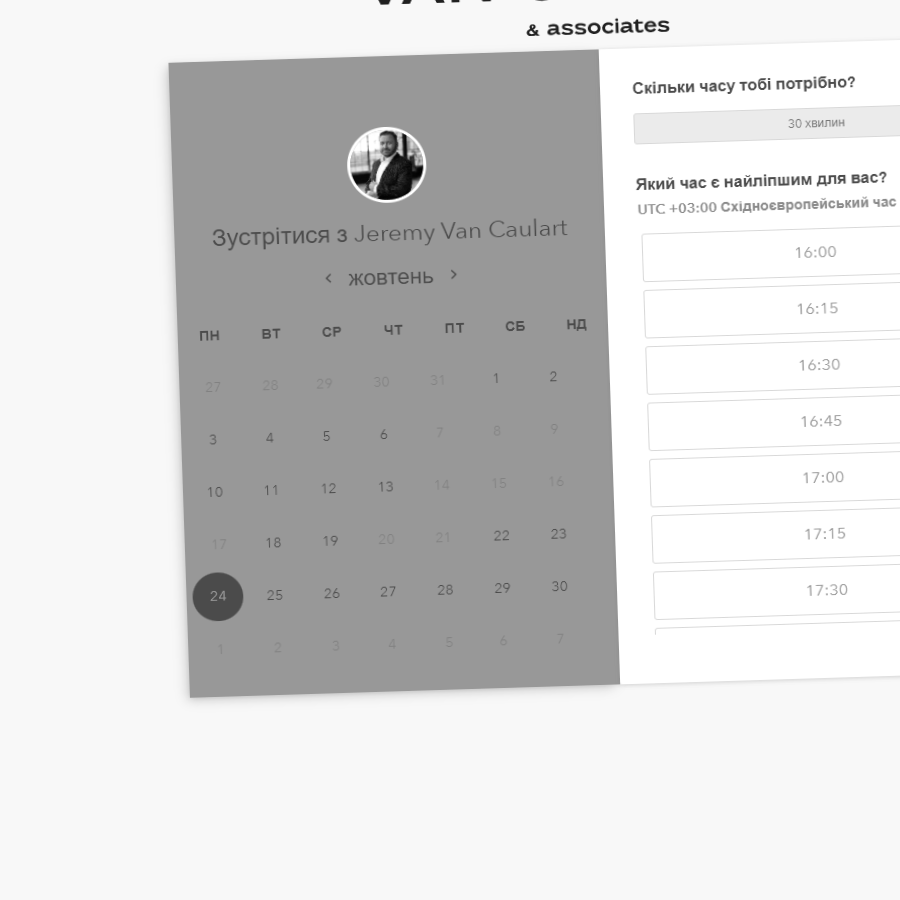 & associates
Зустрітися з Jeremy Van Caulart
‹ жовтень ›
ПН ВТ СР ЧТ ПТ СБ НД
27 28 29 30 31 1 2
3 4 5 6 7 8 9
10 11 12 13 14 15 16
17 18 19 20 21 22 23
24 25 26 27 28 29 30
1 2 3 4 5 6 7
Скільки часу тобі потрібно?
30 хвилин
Який час є найліпшим для вас?
UTC +03:00 Східноєвропейський час
16:00
16:15
16:30
16:45
17:00
17:15
17:30